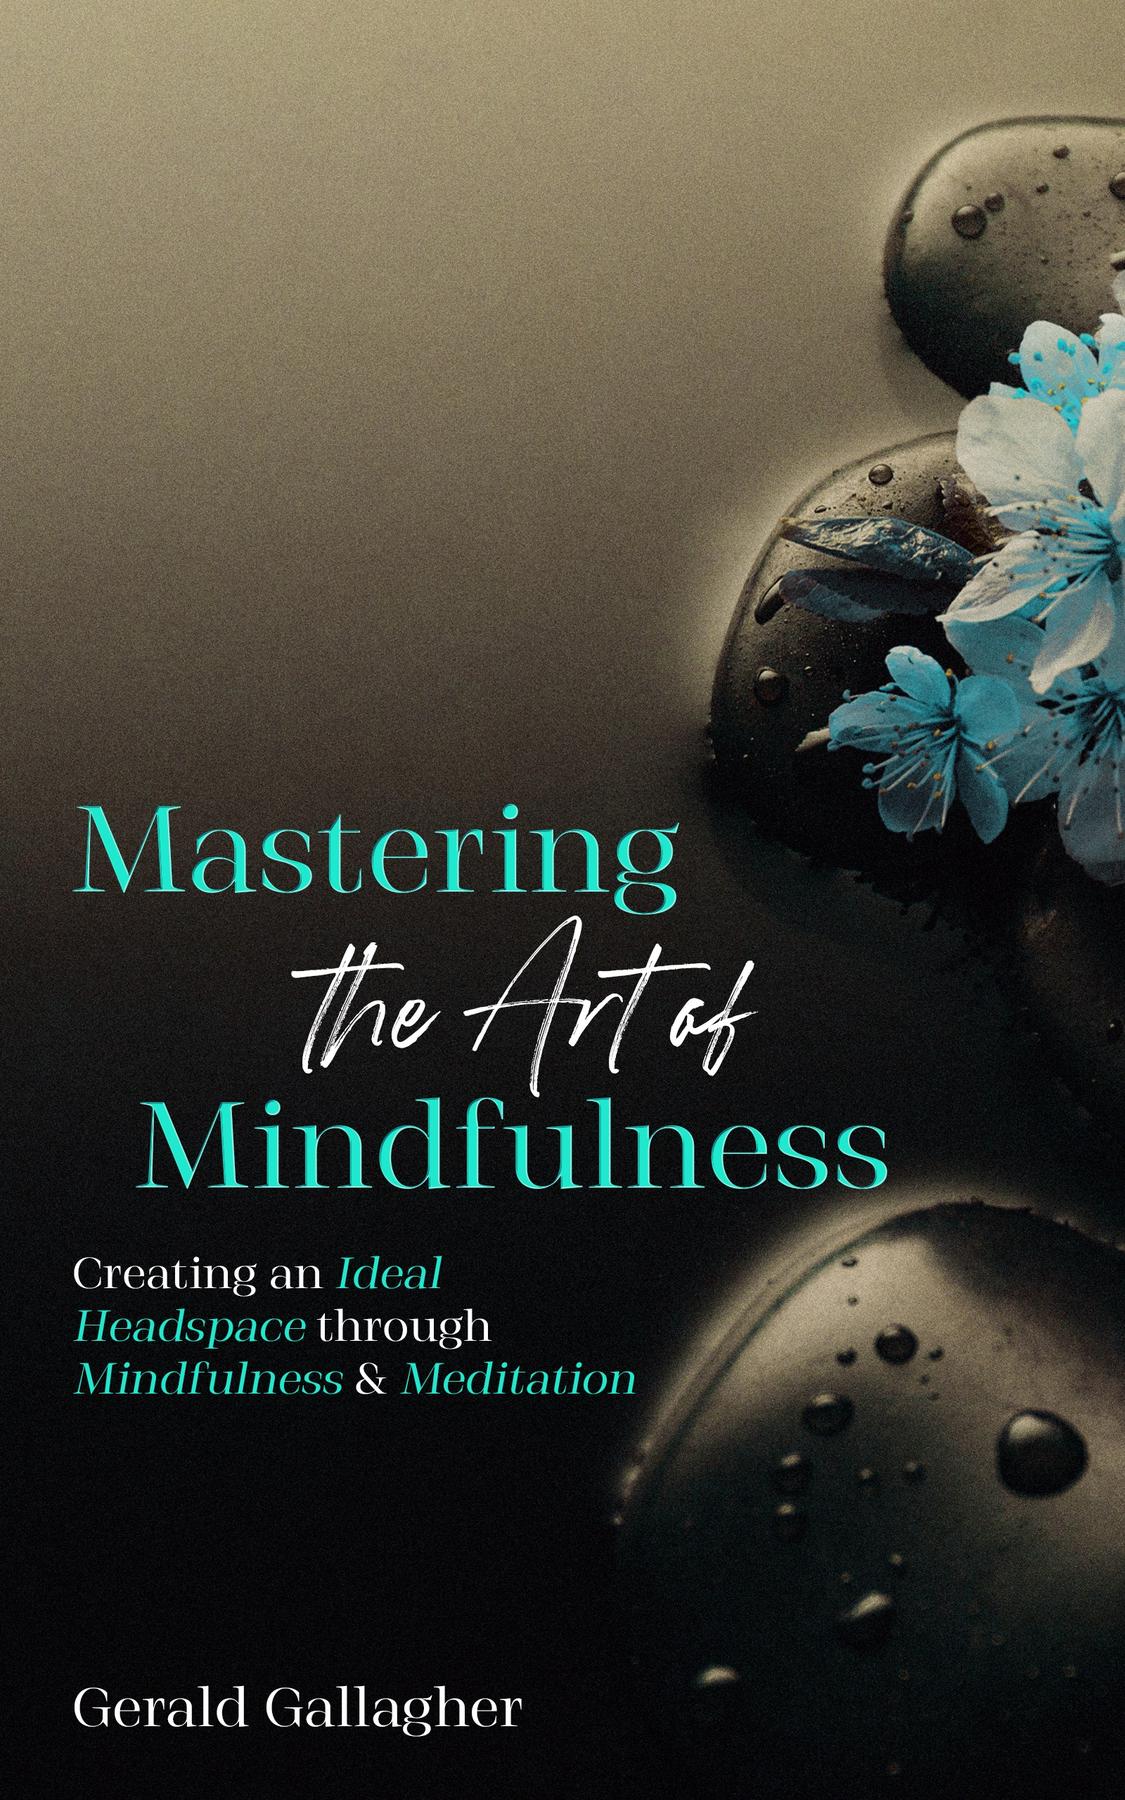 Mastering
the Art of
Mindfulness
Creating an Ideal
Headspace through
Mindfulness & Meditation
Gerald Gallagher